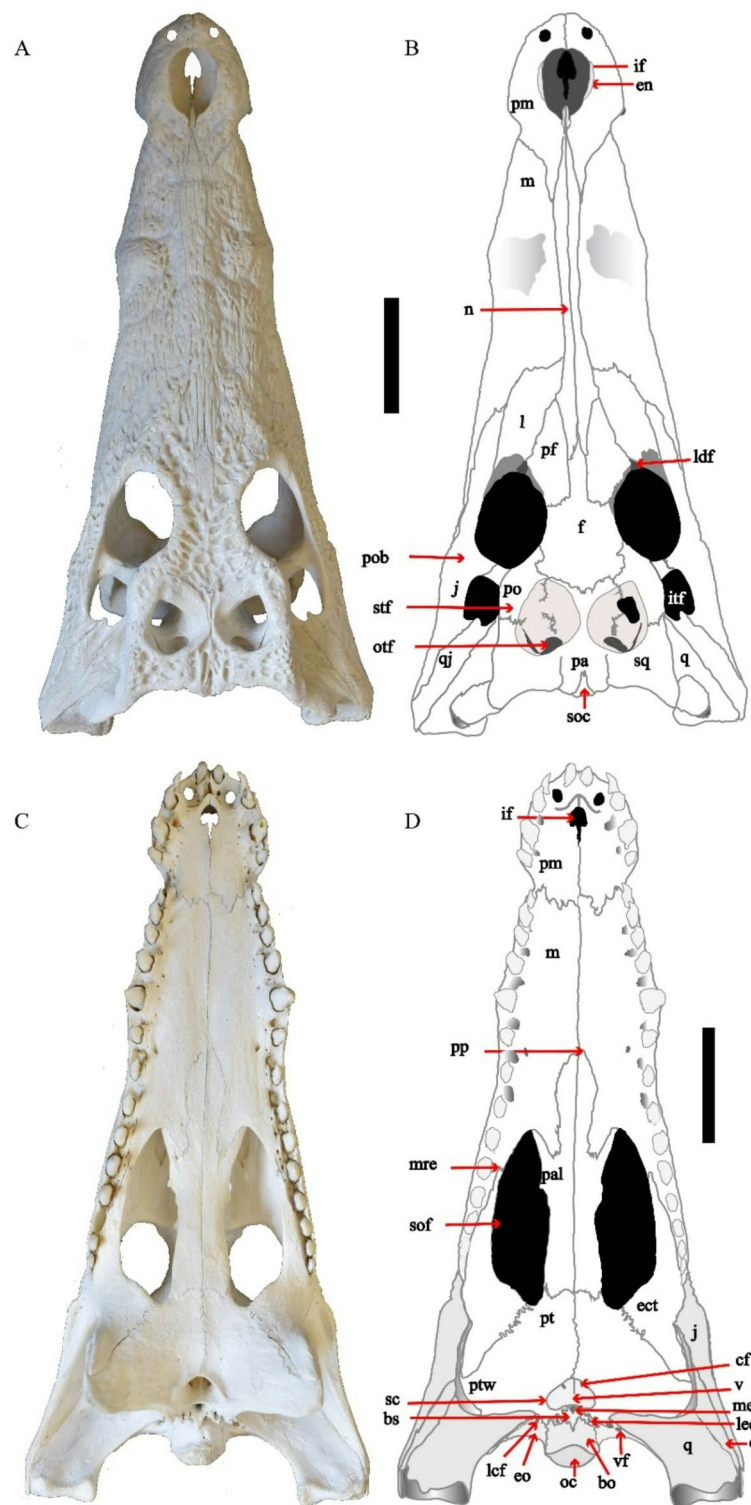 A
B
if
en
pm
m
n
l
pf
ldf
f
pob
j
po
itf
stf
otf
qj
pa
sq
q
soc
C
D
if
pm
m
pp
mre
pal
sof
pt
ect
j
cf
ptw
v
sc
bs
q
lcf
eo
oc
bo
vf